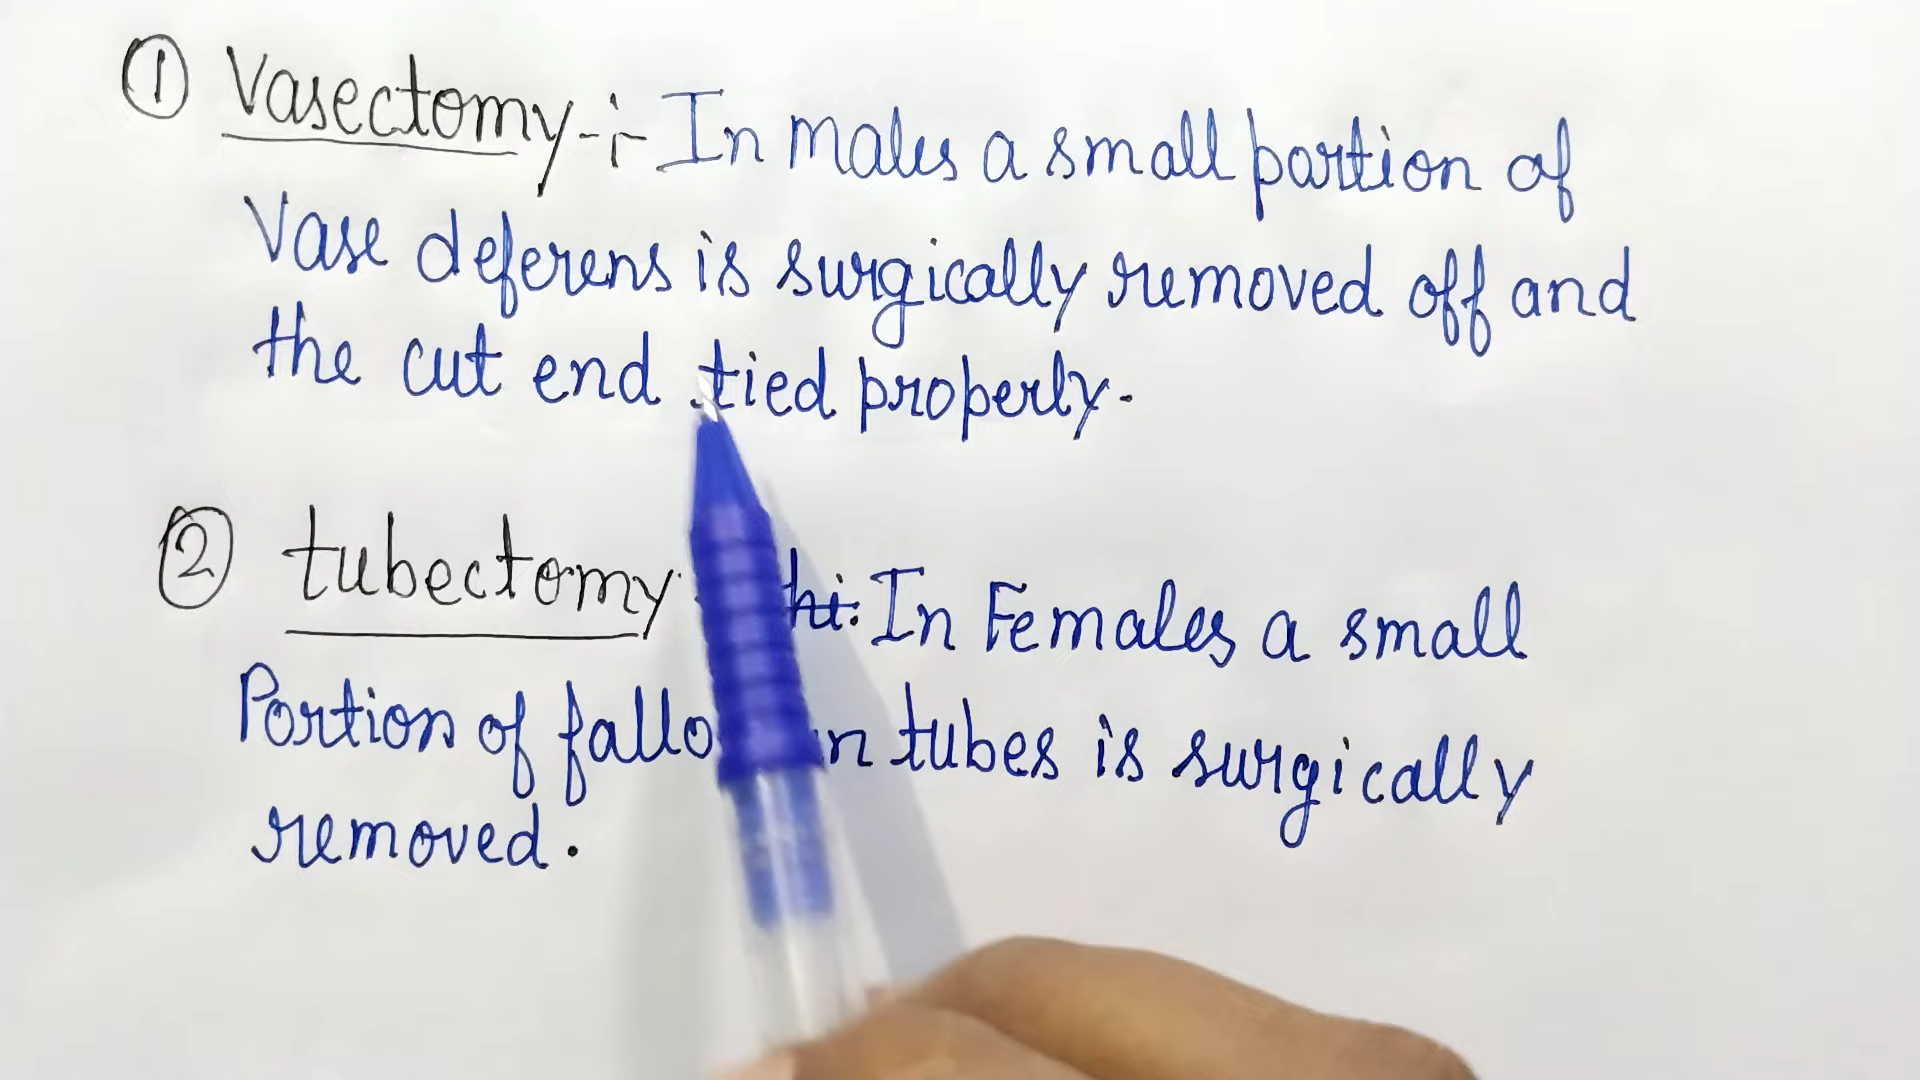 ① Vasectomy -:- In males a small portion of
Vase deferens is surgically removed off and
the cut end tied properly.
② tubectomy In Females a small
Portion of tubes is surgically
removed.